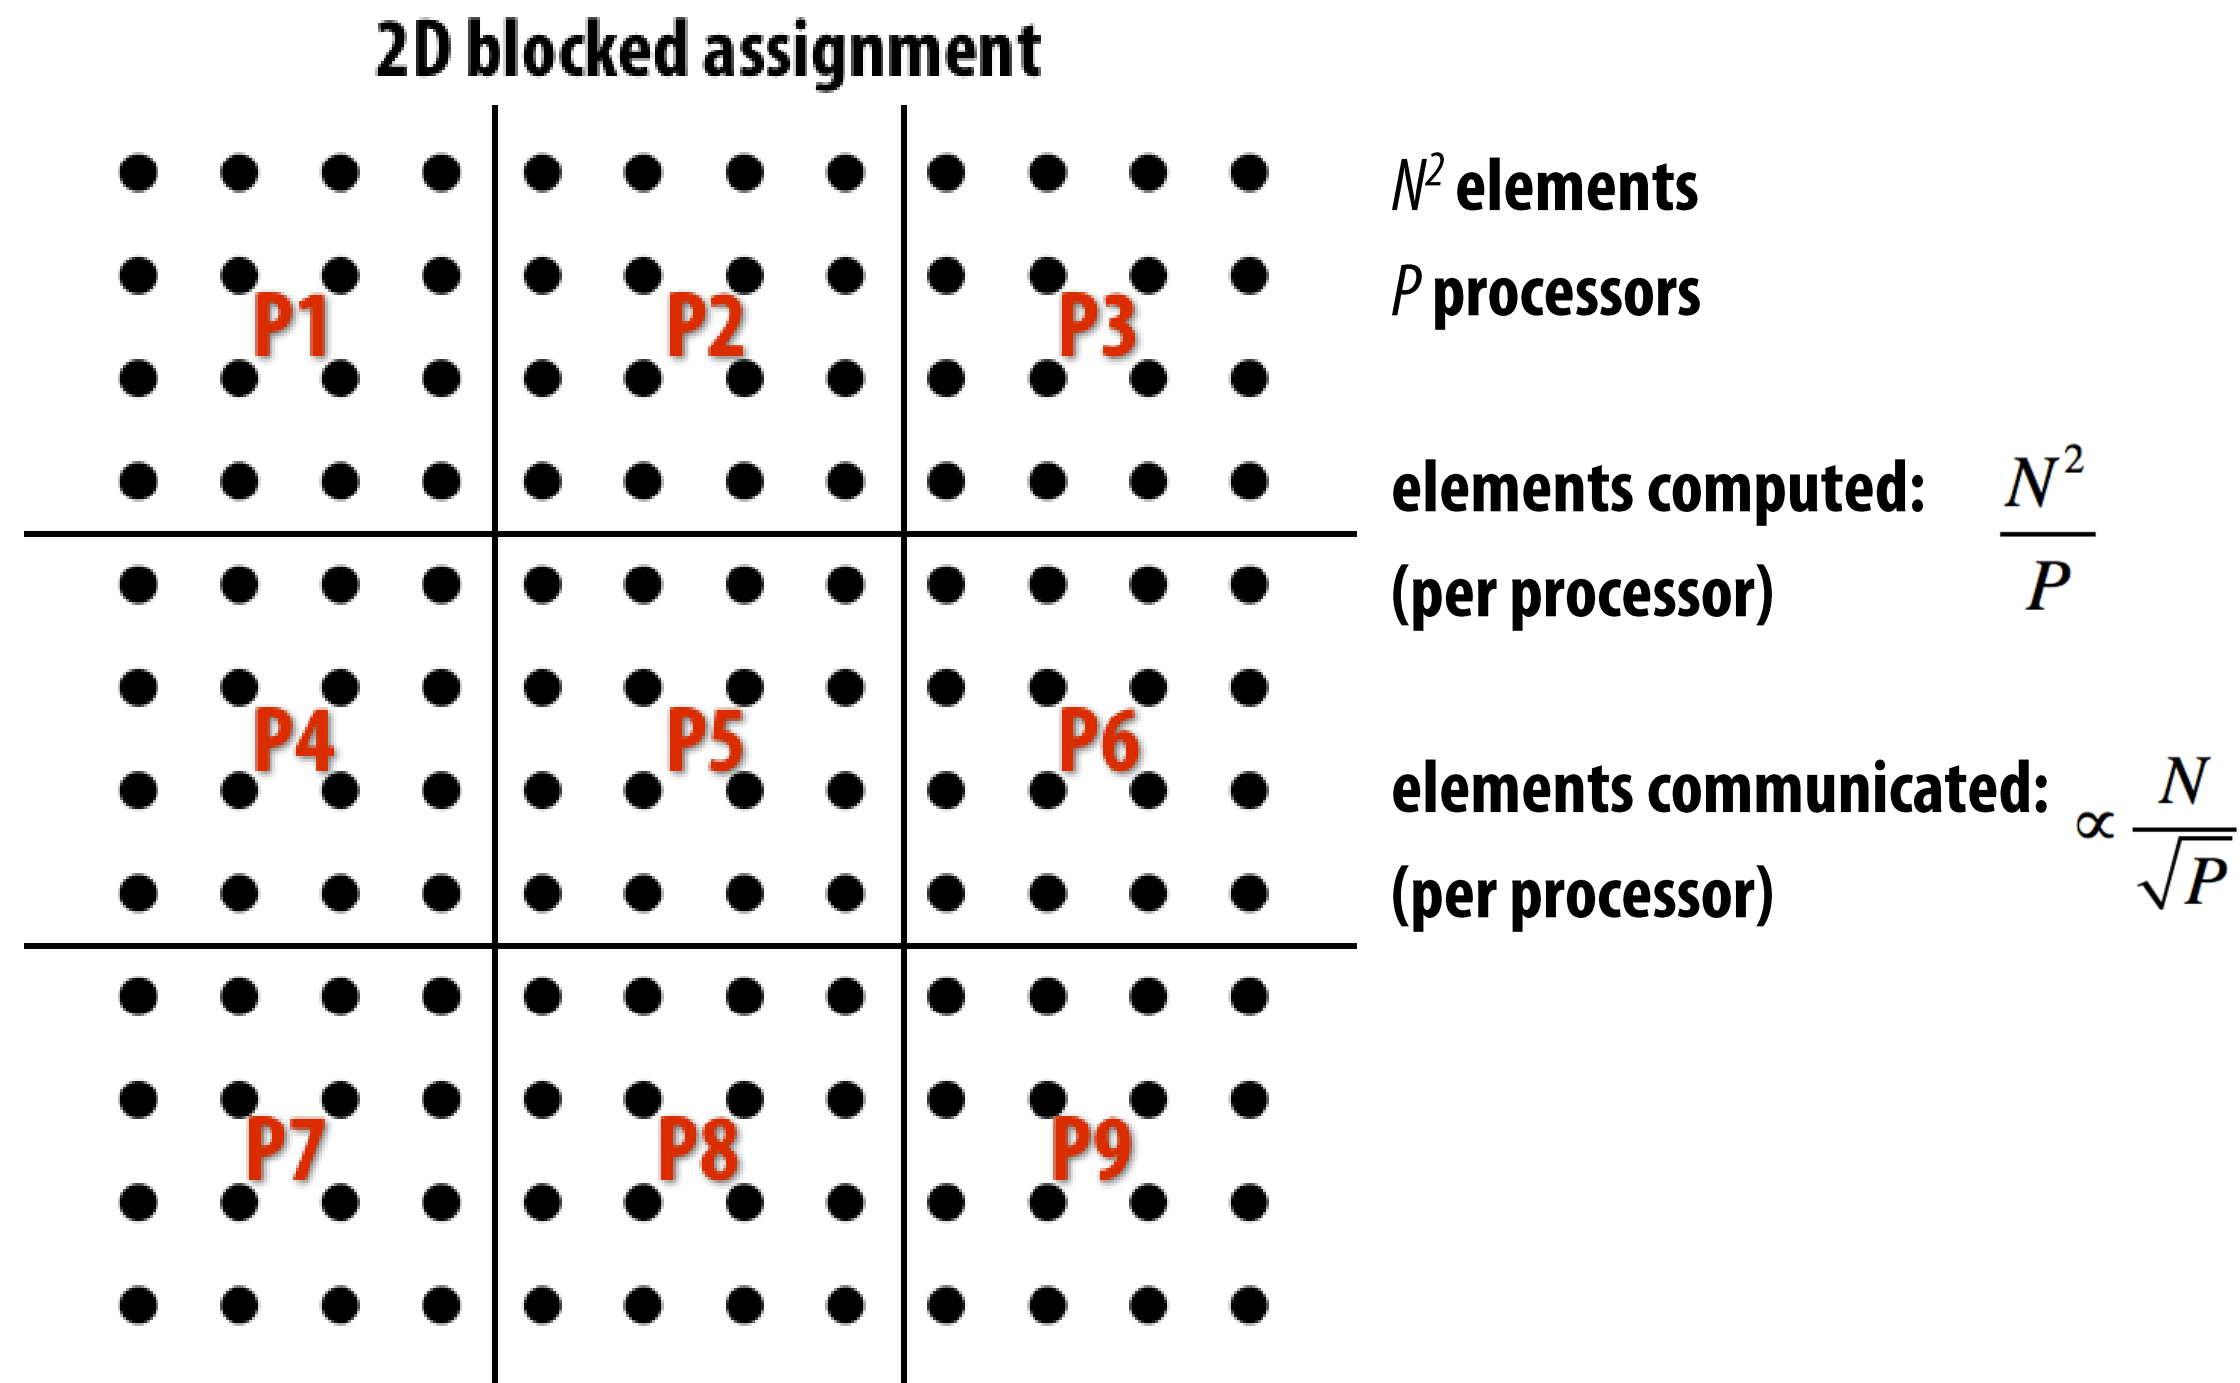 2D blocked assignment
P1
P2
P3
P4
P5
P6
P7
P8
P9
N² elements
P processors
elements computed: N²/P
(per processor)
elements communicated: ∝ N/√P
(per processor)